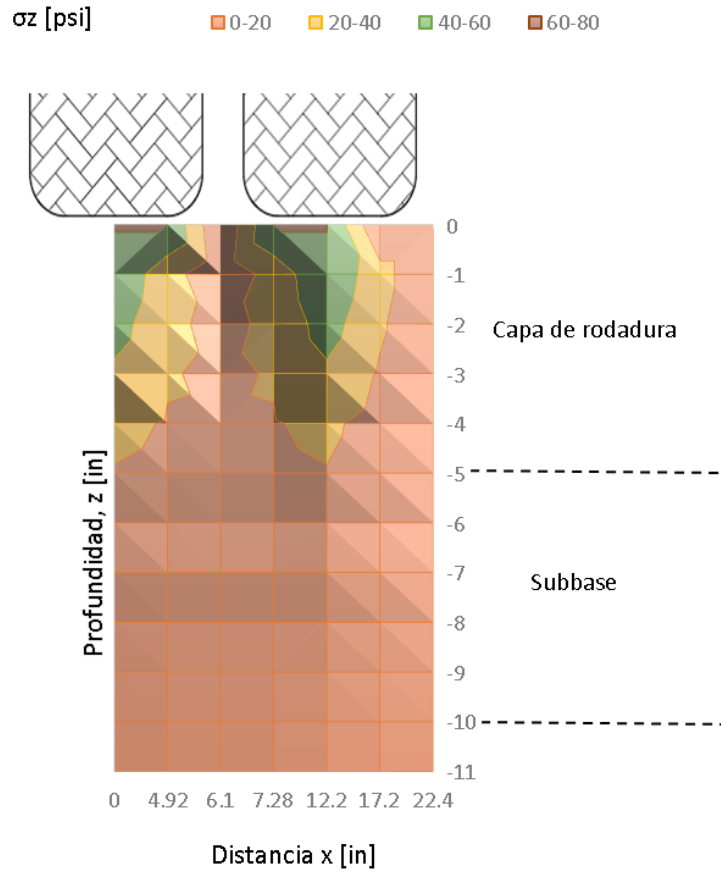 σz [psi]
0-20 20-40 40-60 60-80
0
-1
-2
Capa de rodadura
-3
-4
-5
-6
-7
Subbase
-8
-9
-10
-11
Profundidad, z [in]
0 4.92 6.1 7.28 12.2 17.2 22.4
Distancia x [in]